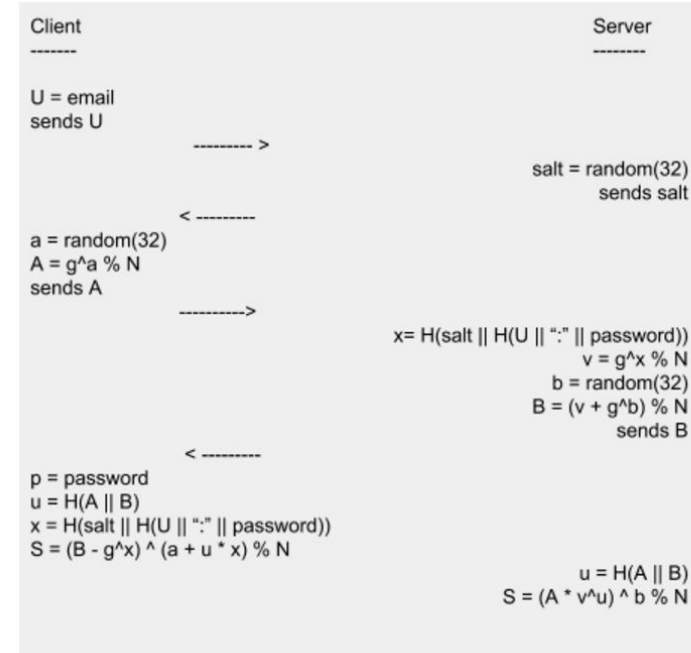 Client Server
------- --------
U = email
sends U
--------- >
salt = random(32)
sends salt
< ---------
a = random(32)
A = g^a % N
sends A
---------->
x= H(salt || H(U || “:” || password))
v = g^x % N
b = random(32)
B = (v + g^b) % N
sends B
< ---------
p = password
u = H(A || B)
x = H(salt || H(U || ":" || password))
S = (B - g^x) ^ (a + u * x) % N
u = H(A || B)
S = (A * v^u) ^ b % N